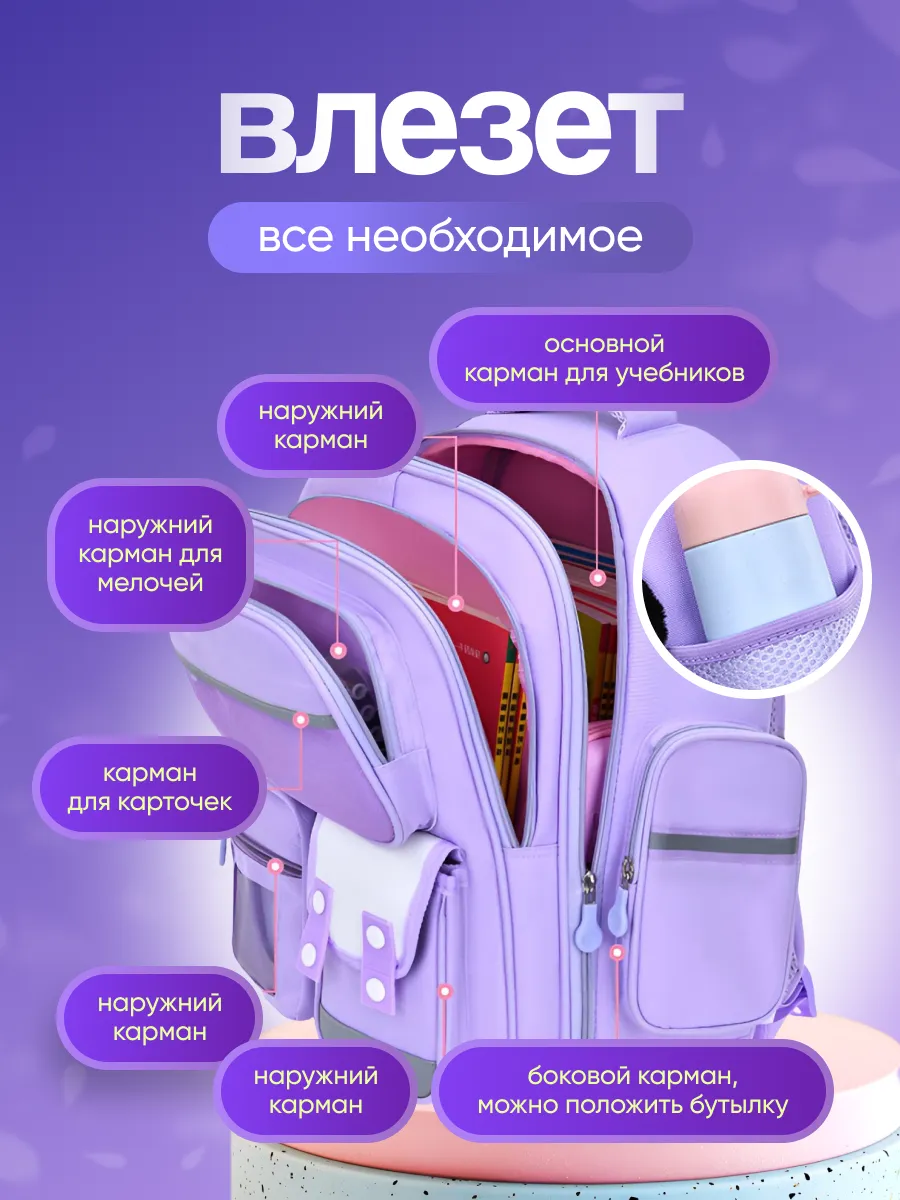 влезет
все необходимое
основной
карман для учебников
наружний
карман
наружний
карман для
мелочей
карман
для карточек
наружний
карман
наружний
карман
боковой карман,
можно положить бутылку